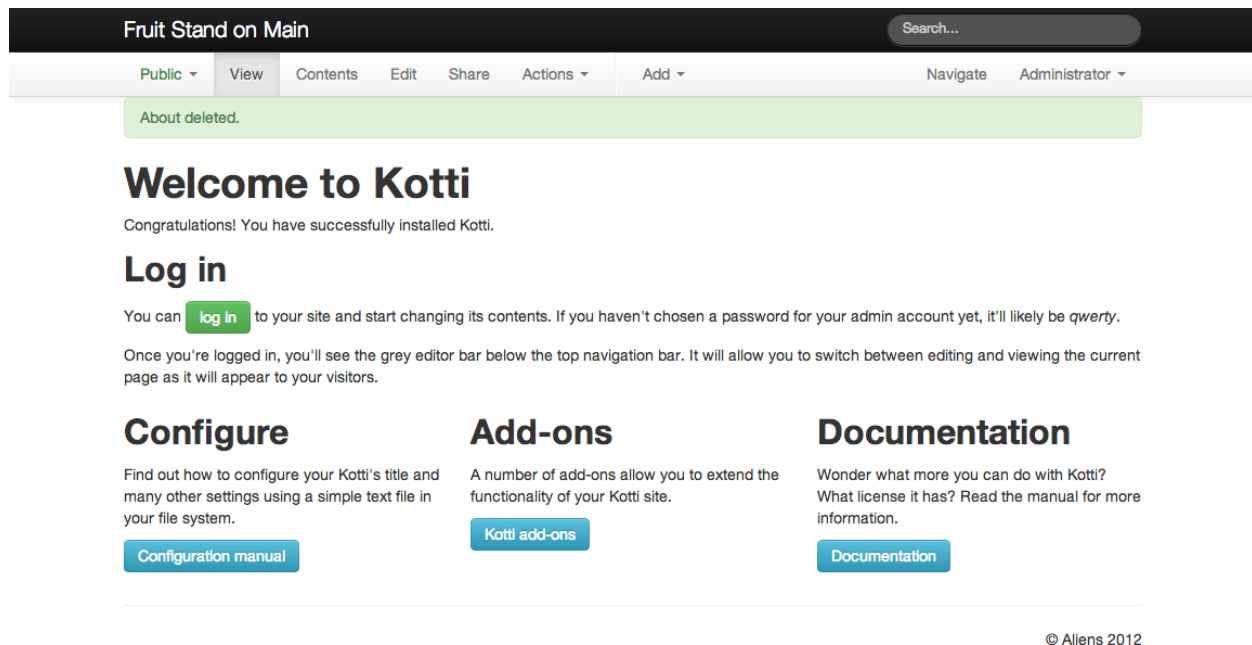 Fruit Stand on Main
Search...
Public View Contents Edit Share Actions Add Navigate Administrator
About deleted.
Welcome to Kotti
Congratulations! You have successfully installed Kotti.
Log in
You can log in to your site and start changing its contents. If you haven't chosen a password for your admin account yet, it'll likely be qwerty.
Once you're logged in, you'll see the grey editor bar below the top navigation bar. It will allow you to switch between editing and viewing the current
page as it will appear to your visitors.
Configure
Find out how to configure your Kotti's title and
many other settings using a simple text file in
your file system.
Configuration manual
Add-ons
A number of add-ons allow you to extend the
functionality of your Kotti site.
Kotti add-ons
Documentation
Wonder what more you can do with Kotti?
What license it has? Read the manual for more
information.
Documentation
© Aliens 2012